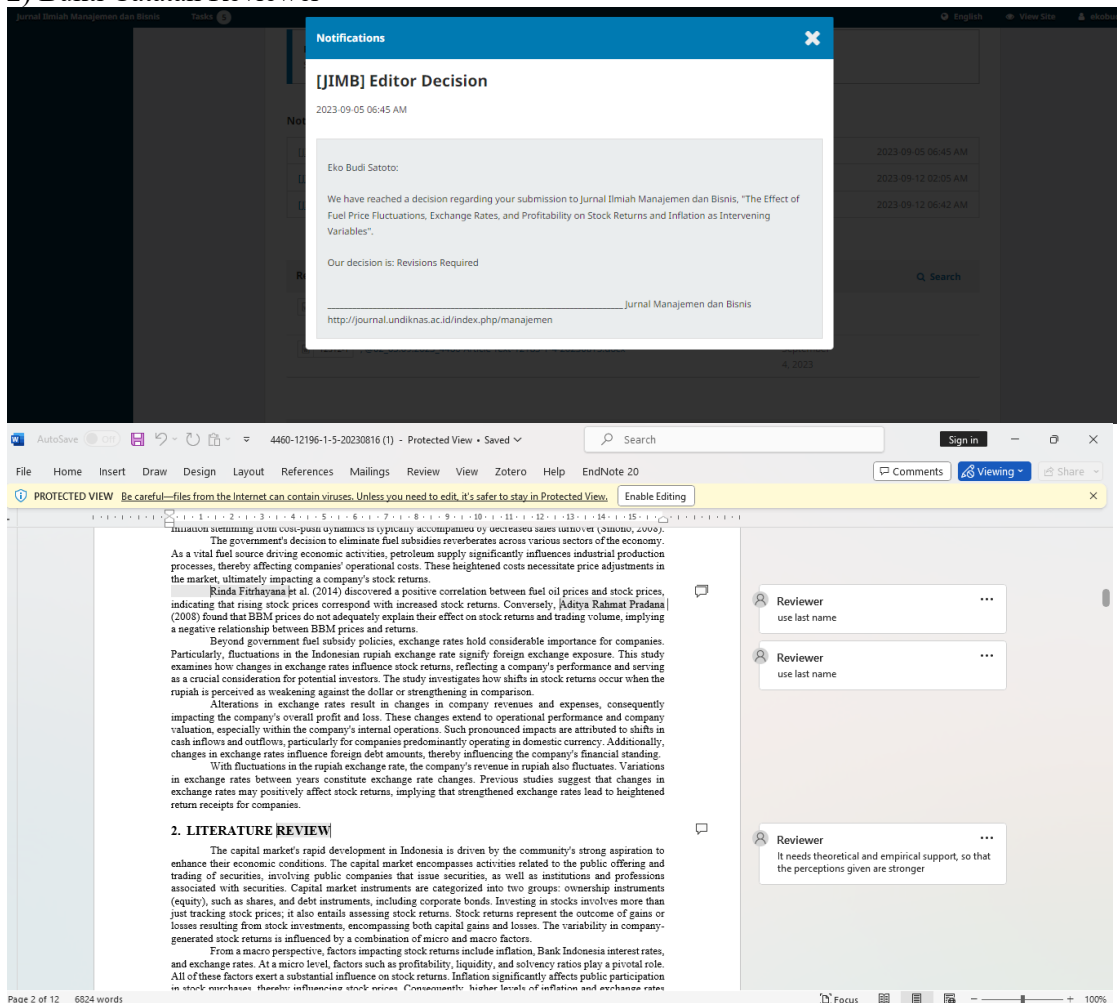 Jurnal Ilmiah Manajemen dan Bisnis Tasks English View Site
Notifications
[JIMB] Editor Decision
2023-09-05 06:45 AM
Eko Budi Satoto:
We have reached a decision regarding your submission to Jurnal Ilmiah Manajemen dan Bisnis, "The Effect of
Fuel Price Fluctuations, Exchange Rates, and Profitability on Stock Returns and Inflation as Intervening
Variables".
Our decision is: Revisions Required
Jurnal Manajemen dan Bisnis
http://journal.undiknas.ac.id/index.php/manajemen
2023-09-05 06:45 AM
2023-09-12 02:05 AM
2023-09-12 06:42 AM
Search
4, 2023
AutoSave Off 4460-12196-1-5-20230816 (1) - Protected View • Saved Search Sign in
File Home Insert Draw Design Layout References Mailings Review View Zotero Help EndNote 20 Comments Viewing Share
PROTECTED VIEW Be careful—files from the Internet can contain viruses. Unless you need to edit, it's safer to stay in Protected View. Enable Editing
inflation stemming from cost-push dynamics is typically accompanied by decreased sales turnover
The government's decision to eliminate fuel subsidies reverberates across various sectors of the economy.
As a vital fuel source driving economic activities, petroleum supply significantly influences industrial production
processes, thereby affecting companies' operational costs. These heightened costs necessitate price adjustments in
the market, ultimately impacting a company's stock returns.
Rinda Fitrhayana et al. (2014) discovered a positive correlation between fuel oil prices and stock prices,
indicating that rising stock prices correspond with increased stock returns. Conversely, Aditya Rahmat Pradana
(2008) found that BBM prices do not adequately explain their effect on stock returns and trading volume, implying
a negative relationship between BBM prices and returns.
Beyond government fuel subsidy policies, exchange rates hold considerable importance for companies.
Particularly, fluctuations in the Indonesian rupiah exchange rate signify foreign exchange exposure. This study
examines how changes in exchange rates influence stock returns, reflecting a company's performance and serving
as a crucial consideration for potential investors. The study investigates how shifts in stock returns occur when the
rupiah is perceived as weakening against the dollar or strengthening in comparison.
Alterations in exchange rates result in changes in company revenues and expenses, consequently
impacting the company's overall profit and loss. These changes extend to operational performance and company
valuation, especially within the company's internal operations. Such pronounced impacts are attributed to shifts in
cash inflows and outflows, particularly for companies predominantly operating in domestic currency. Additionally,
changes in exchange rates influence foreign debt amounts, thereby influencing the company's financial standing.
With fluctuations in the rupiah exchange rate, the company's revenue in rupiah also fluctuates. Variations
in exchange rates between years constitute exchange rate changes. Previous studies suggest that changes in
exchange rates may positively affect stock returns, implying that strengthened exchange rates lead to heightened
return receipts for companies.
2. LITERATURE REVIEW
The capital market's rapid development in Indonesia is driven by the community's strong aspiration to
enhance their economic conditions. The capital market encompasses activities related to the public offering and
trading of securities, involving public companies that issue securities, as well as institutions and professions
associated with securities. Capital market instruments are categorized into two groups: ownership instruments
(equity), such as shares, and debt instruments, including corporate bonds. Investing in stocks involves more than
just tracking stock prices; it also entails assessing stock returns. Stock returns represent the outcome of gains or
losses resulting from stock investments, encompassing both capital gains and losses. The variability in company-
generated stock returns is influenced by a combination of micro and macro factors.
From a macro perspective, factors impacting stock returns include inflation, Bank Indonesia interest rates,
and exchange rates. At a micro level, factors such as profitability, liquidity, and solvency ratios play a pivotal role.
All of these factors exert a substantial influence on stock returns. Inflation significantly affects public participation
in stock purchases, thereby influencing stock prices. Consequently, higher levels of inflation and exchange rates
Reviewer
use last name
Reviewer
use last name
Reviewer
It needs theoretical and empirical support, so that
the perceptions given are stronger
Page 2 of 12 6824 words Focus 100%